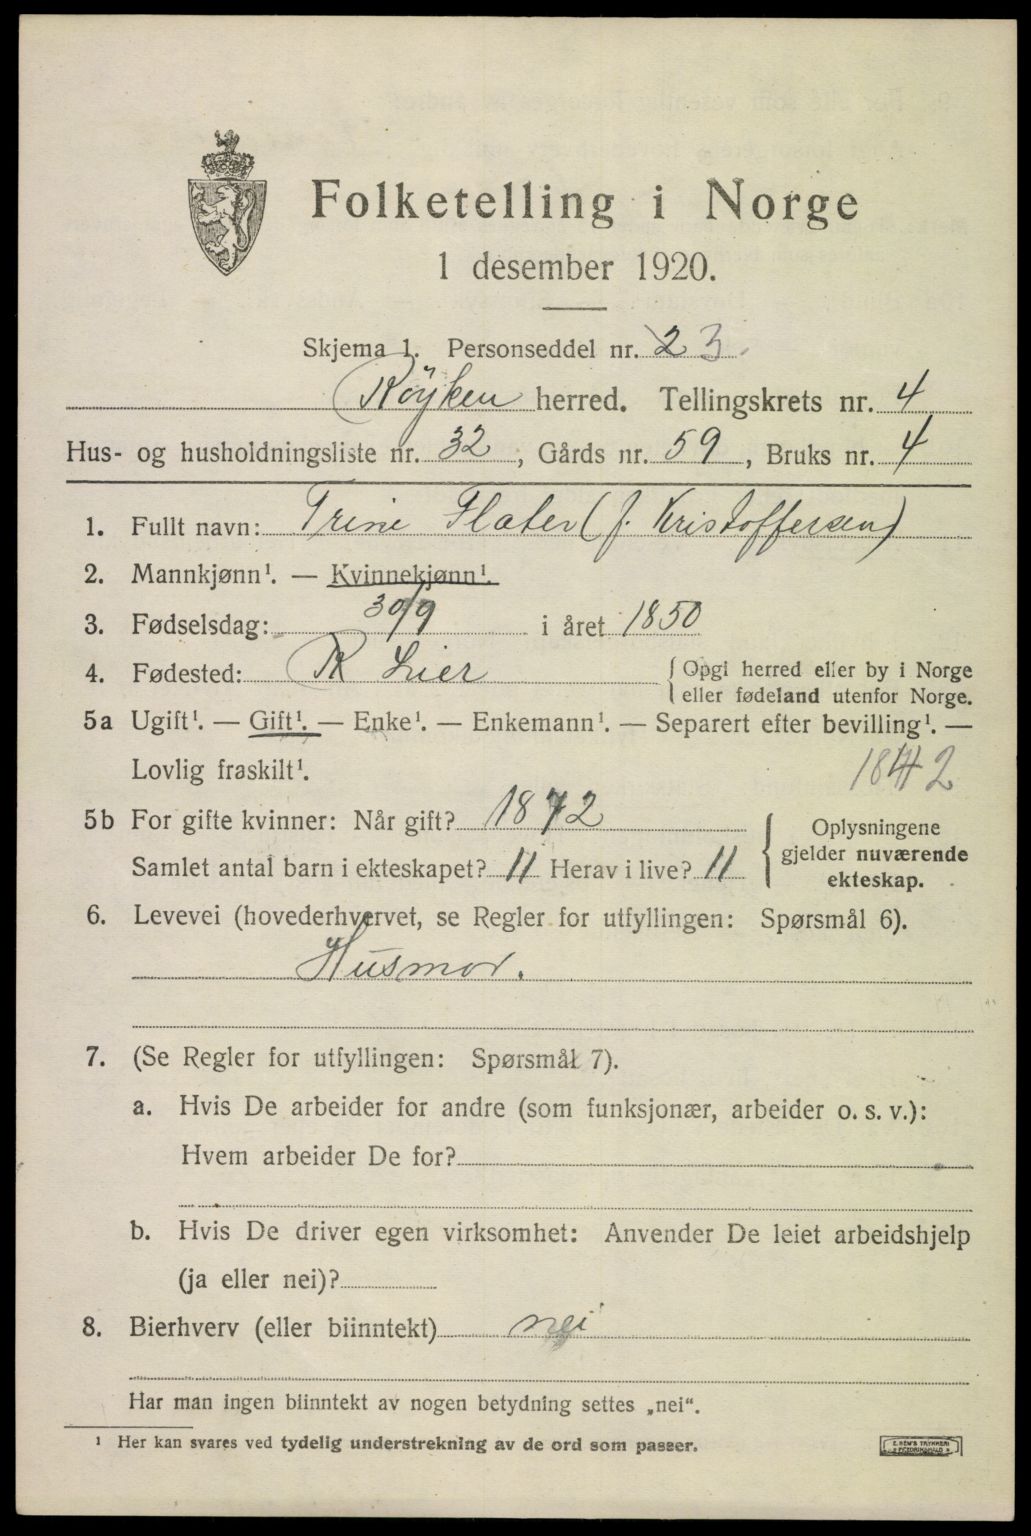 Folketelling i Norge
1 desember 1920.
Skjema 1. Personseddel nr. 23.
Röyken herred. Tellingskrets nr. 4
Hus- og husholdningsliste nr. 32, Gårds nr. 59, Bruks nr. 4
1. Fullt navn: Trine Flater (f. Kristoffersen)
2. Mannkjønn¹. — Kvinnekjønn¹.
3. Fødselsdag: 30/9 i året 1850
4. Fødested: R Lier { Opgi herred eller by i Norge
eller fødeland utenfor Norge.
5a Ugift¹. — Gift¹. — Enke¹. — Enkemann¹. — Separert efter bevilling¹. —
Lovlig fraskilt¹.
5b For gifte kvinner: Når gift? 1872
Samlet antal barn i ekteskapet? 11 Herav i live? 11
{ Oplysningene
gjelder nuværende
ekteskap.
6. Levevei (hovederhvervet, se Regler for utfyllingen: Spørsmål 6).
Husmor.
7. (Se Regler for utfyllingen: Spørsmål 7).
a. Hvis De arbeider for andre (som funksjonær, arbeider o. s. v.):
Hvem arbeider De for?
b. Hvis De driver egen virksomhet: Anvender De leiet arbeidshjelp
(ja eller nei)?
8. Bierhverv (eller biinntekt) nei
Har man ingen biinntekt av nogen betydning settes „nei“.
¹ Her kan svares ved tydelig understrekning av de ord som passer.